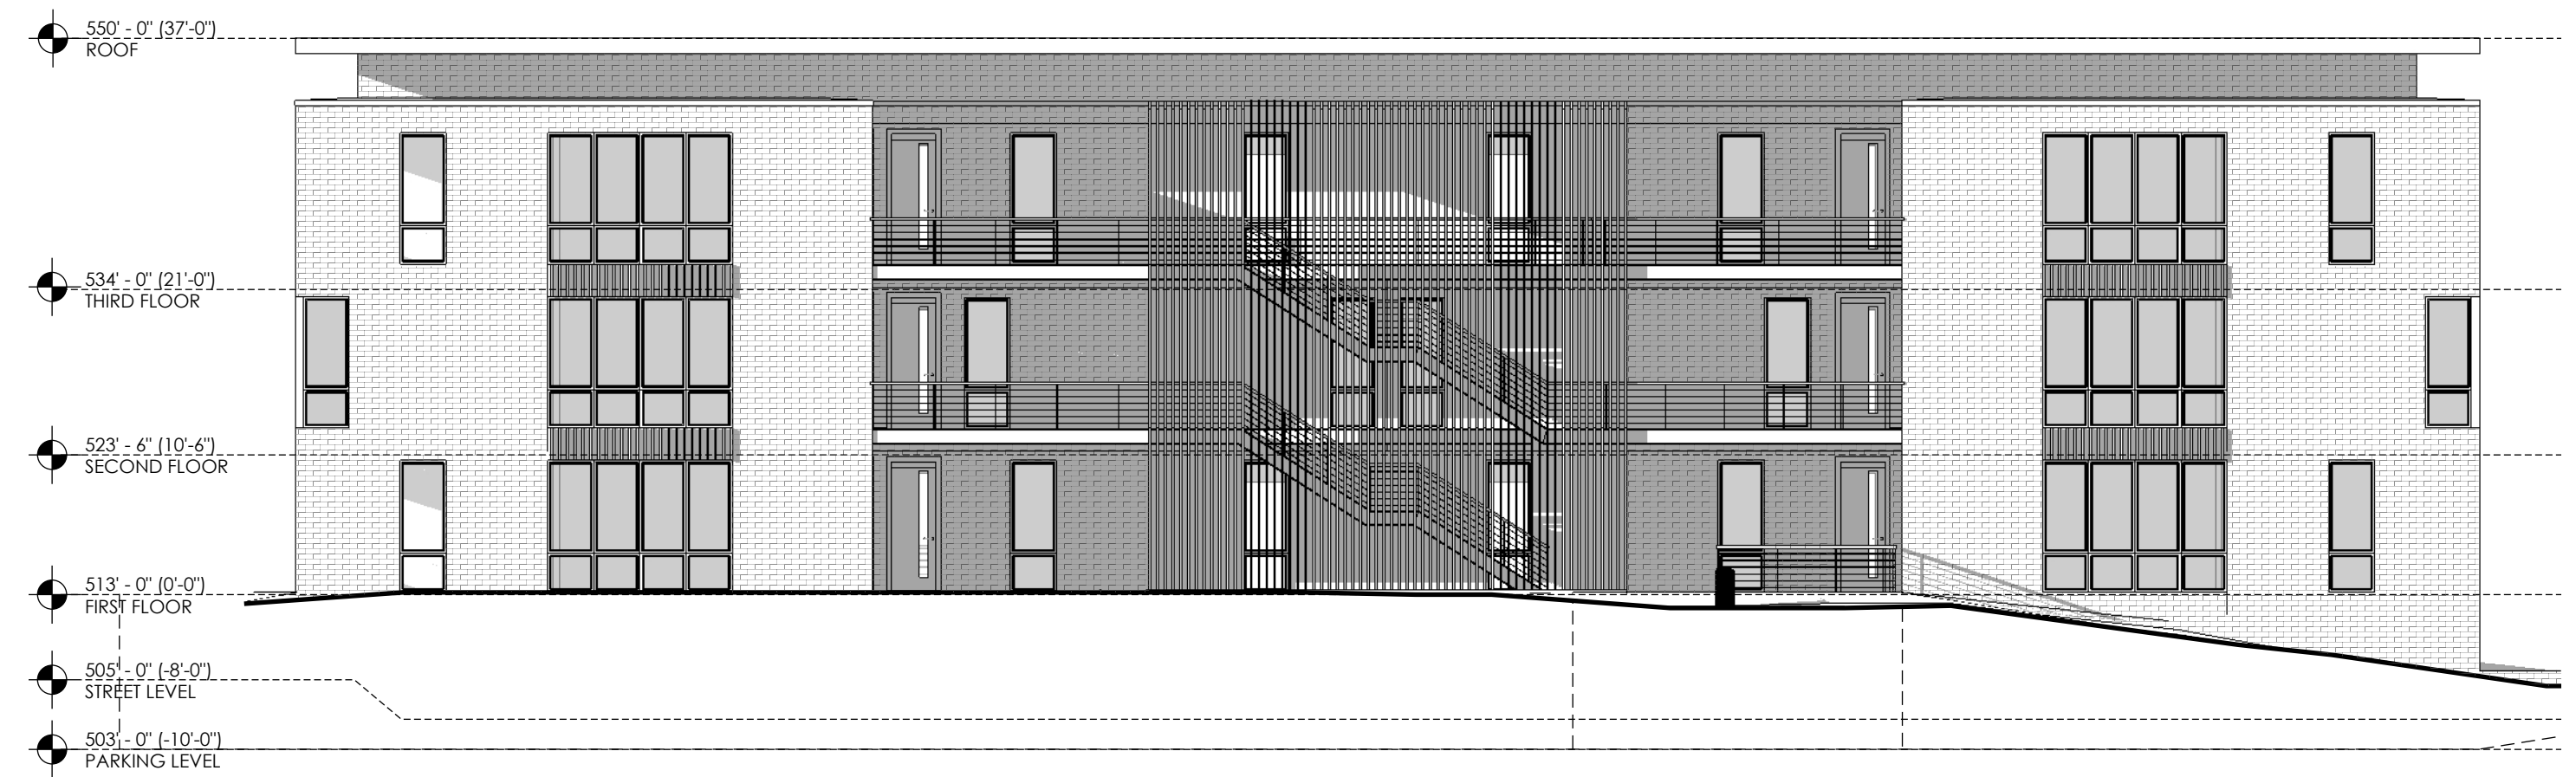 550' - 0" (37'-0")
ROOF
534' - 0" (21'-0")
THIRD FLOOR
523' - 6" (10'-6")
SECOND FLOOR
513' - 0" (0'-0")
FIRST FLOOR
505' - 0" (-8'-0")
STREET LEVEL
503' - 0" (-10'-0")
PARKING LEVEL